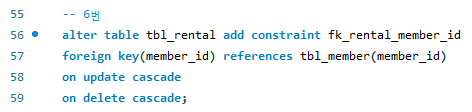 55 -- 6번
56 alter table tbl_rental add constraint fk_rental_member_id
57 foreign key(member_id) references tbl_member(member_id)
58 on update cascade
59 on delete cascade;